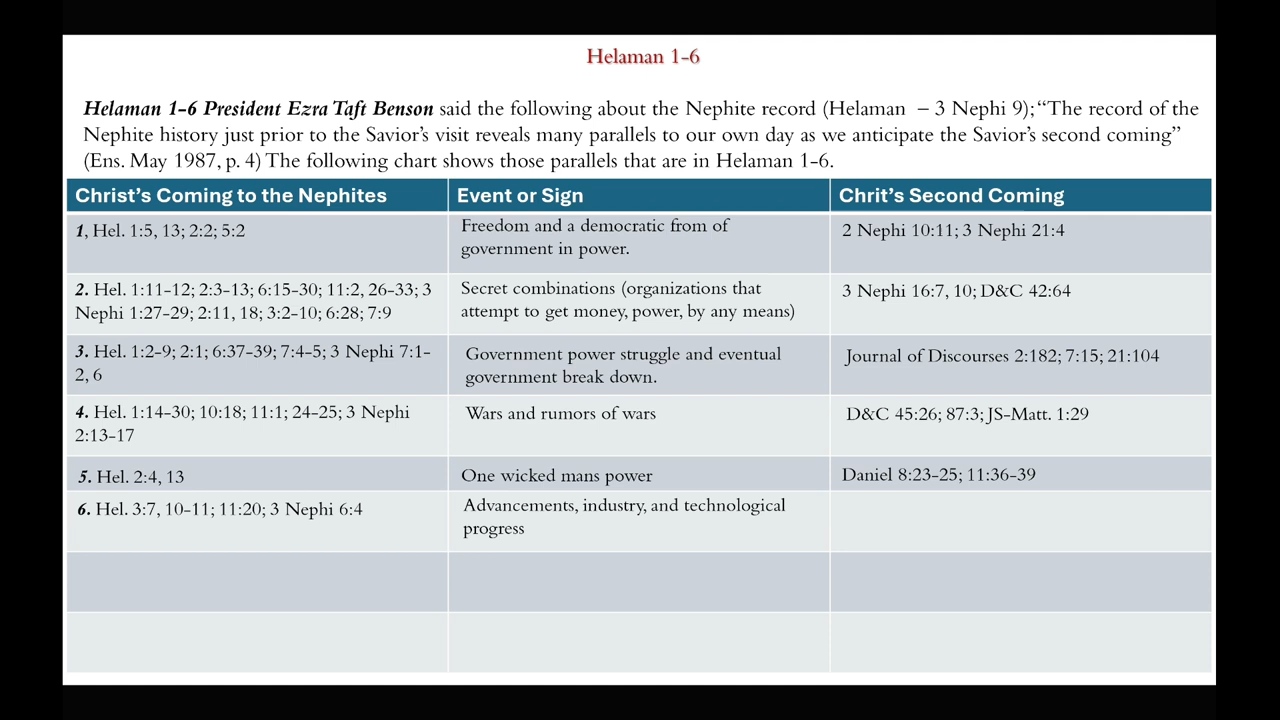 Helaman 1-6
Helaman 1-6 President Ezra Taft Benson said the following about the Nephite record (Helaman – 3 Nephi 9); “The record of the
Nephite history just prior to the Savior’s visit reveals many parallels to our own day as we anticipate the Savior’s second coming”
(Ens. May 1987, p. 4) The following chart shows those parallels that are in Helaman 1-6.
Christ’s Coming to the Nephites
Event or Sign
Chrit’s Second Coming
1, Hel. 1:5, 13; 2:2; 5:2
Freedom and a democratic from of
government in power.
2 Nephi 10:11; 3 Nephi 21:4
2. Hel. 1:11-12; 2:3-13; 6:15-30; 11:2, 26-33; 3
Nephi 1:27-29; 2:11, 18; 3:2-10; 6:28; 7:9
Secret combinations (organizations that
attempt to get money, power, by any means)
3 Nephi 16:7, 10; D&C 42:64
3. Hel. 1:2-9; 2:1; 6:37-39; 7:4-5; 3 Nephi 7:1-
2, 6
Government power struggle and eventual
government break down.
Journal of Discourses 2:182; 7:15; 21:104
4. Hel. 1:14-30; 10:18; 11:1; 24-25; 3 Nephi
2:13-17
Wars and rumors of wars
D&C 45:26; 87:3; JS-Matt. 1:29
5. Hel. 2:4, 13
One wicked mans power
Daniel 8:23-25; 11:36-39
6. Hel. 3:7, 10-11; 11:20; 3 Nephi 6:4
Advancements, industry, and technological
progress